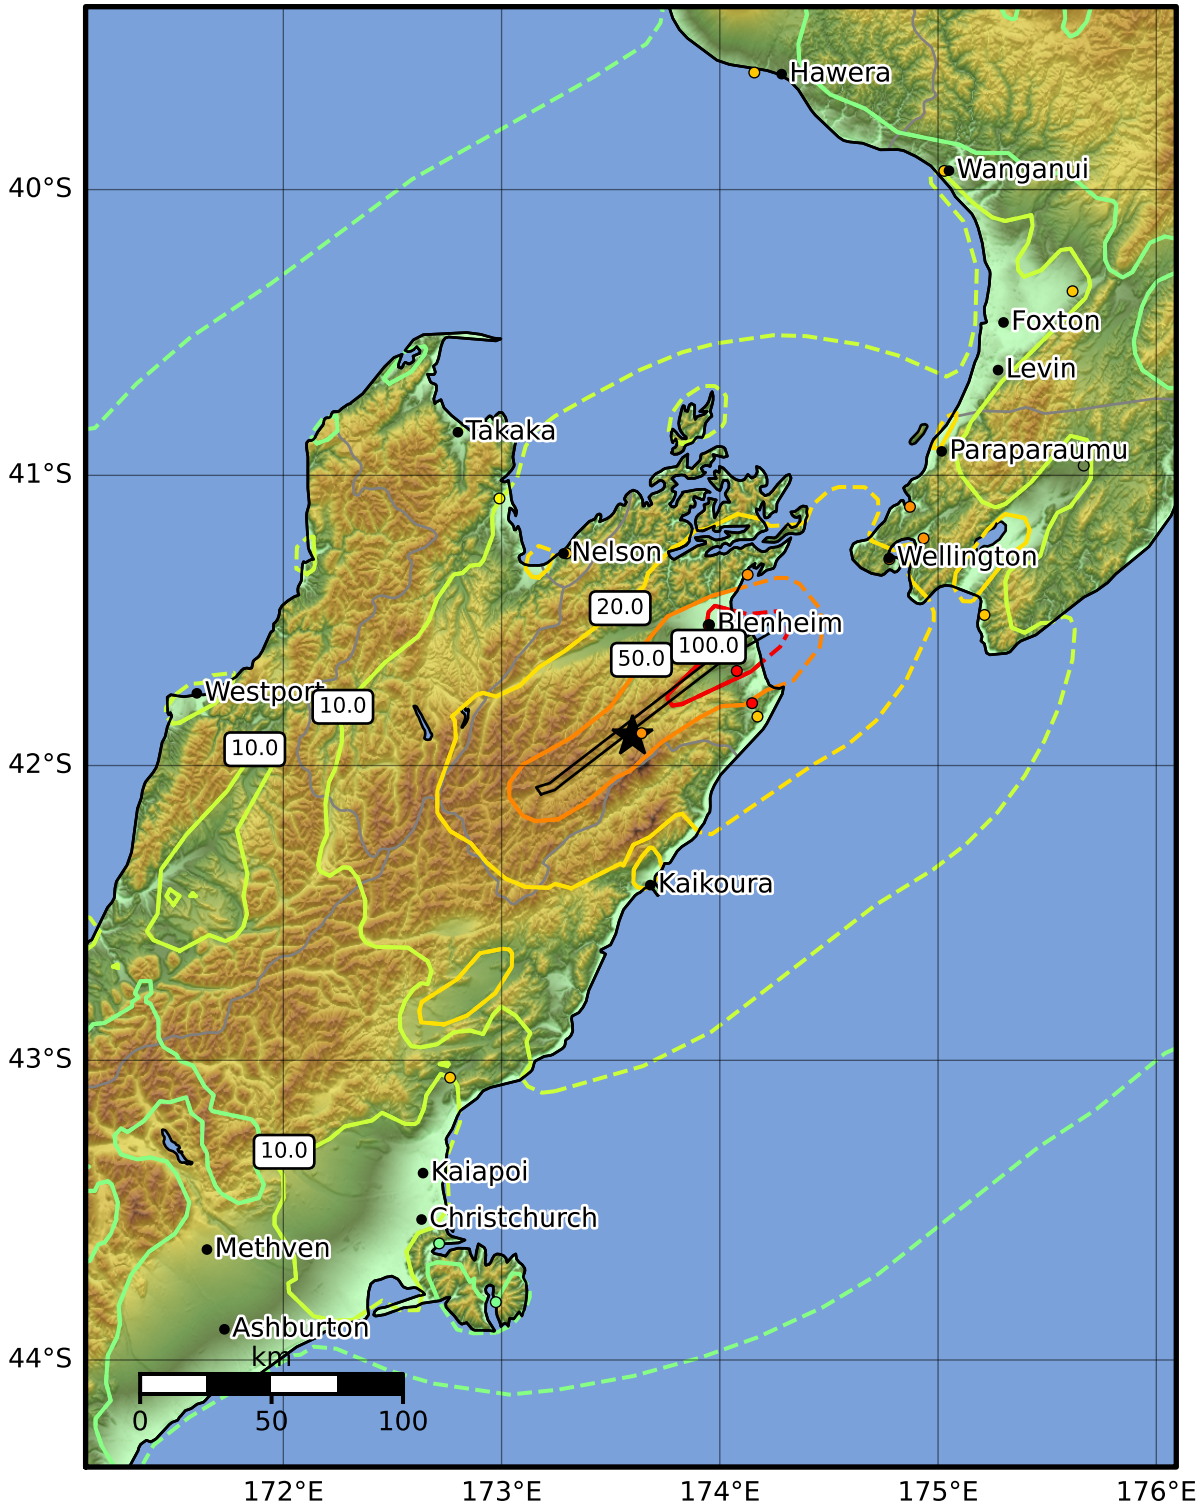 Hawera
Wanganui
40°S
Foxton
Levin
Takaka
Paraparaumu
41°S
Nelson
Wellington
20.0
Blenheim
100.0
50.0
Westport
10.0
10.0
42°S
Kaikoura
43°S
10.0
Kaiapoi
Christchurch
Methven
Ashburton
km
44°S
0 50 100
172°E 173°E 174°E 175°E 176°E